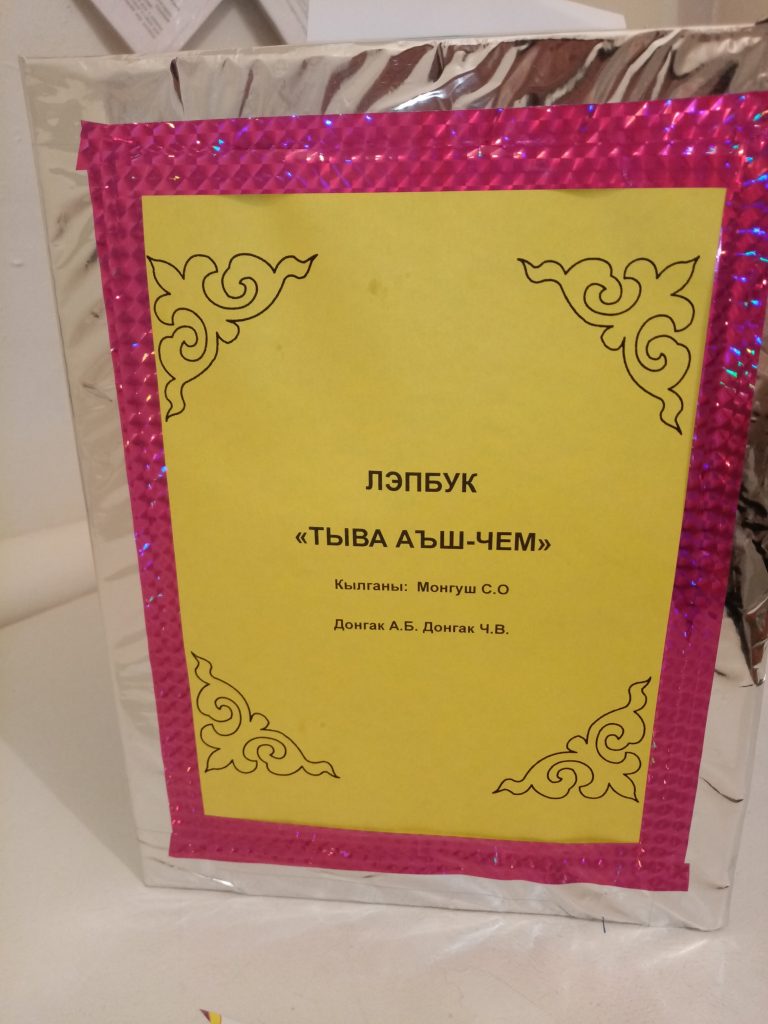 ЛЭПБУК
«ТЫВА АЪШ-ЧЕМ»
Кылганы: Монгуш С.О
Донгак А.Б. Донгак Ч.В.